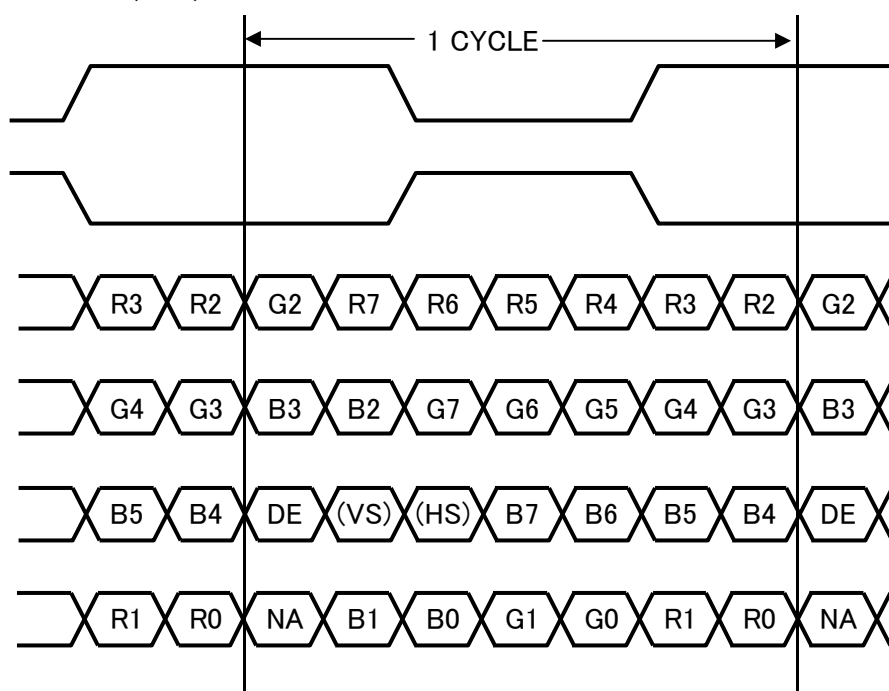 1 CYCLE
R3 R2 G2 R7 R6 R5 R4 R3 R2 G2
G4 G3 B3 B2 G7 G6 G5 G4 G3 B3
B5 B4 DE (VS) (HS) B7 B6 B5 B4 DE
R1 R0 NA B1 B0 G1 G0 R1 R0 NA